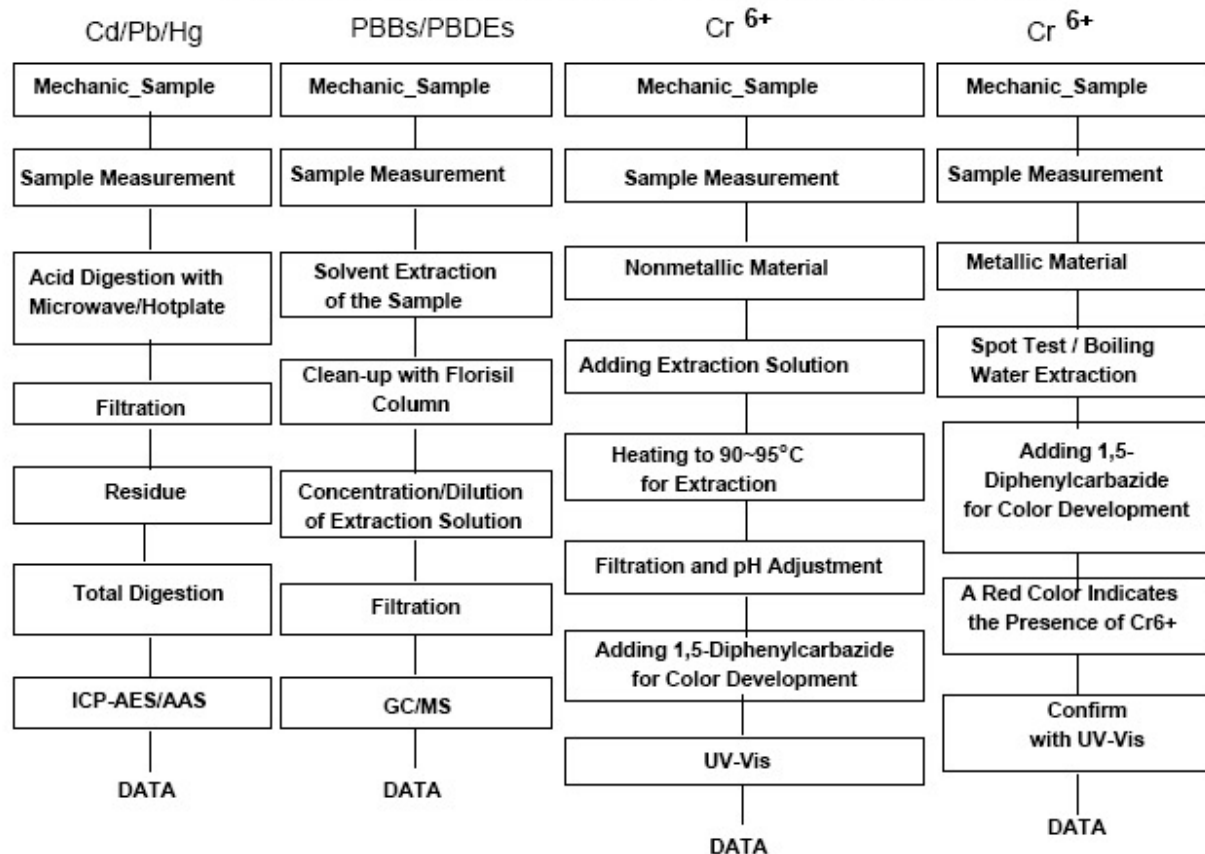 Cd/Pb/Hg
Mechanic_Sample
Sample Measurement
Acid Digestion with
Microwave/Hotplate
Filtration
Residue
Total Digestion
ICP-AES/AAS
DATA
PBBs/PBDEs
Mechanic_Sample
Sample Measurement
Solvent Extraction
of the Sample
Clean-up with Florisil
Column
Concentration/Dilution
of Extraction Solution
Filtration
GC/MS
DATA
Cr 6+
Mechanic_Sample
Sample Measurement
Nonmetallic Material
Adding Extraction Solution
Heating to 90~95°C
for Extraction
Filtration and pH Adjustment
Adding 1,5-Diphenylcarbazide
for Color Development
UV-Vis
DATA
Cr 6+
Mechanic_Sample
Sample Measurement
Metallic Material
Spot Test / Boiling
Water Extraction
Adding 1,5-
Diphenylcarbazide
for Color Development
A Red Color Indicates
the Presence of Cr6+
Confirm
with UV-Vis
DATA